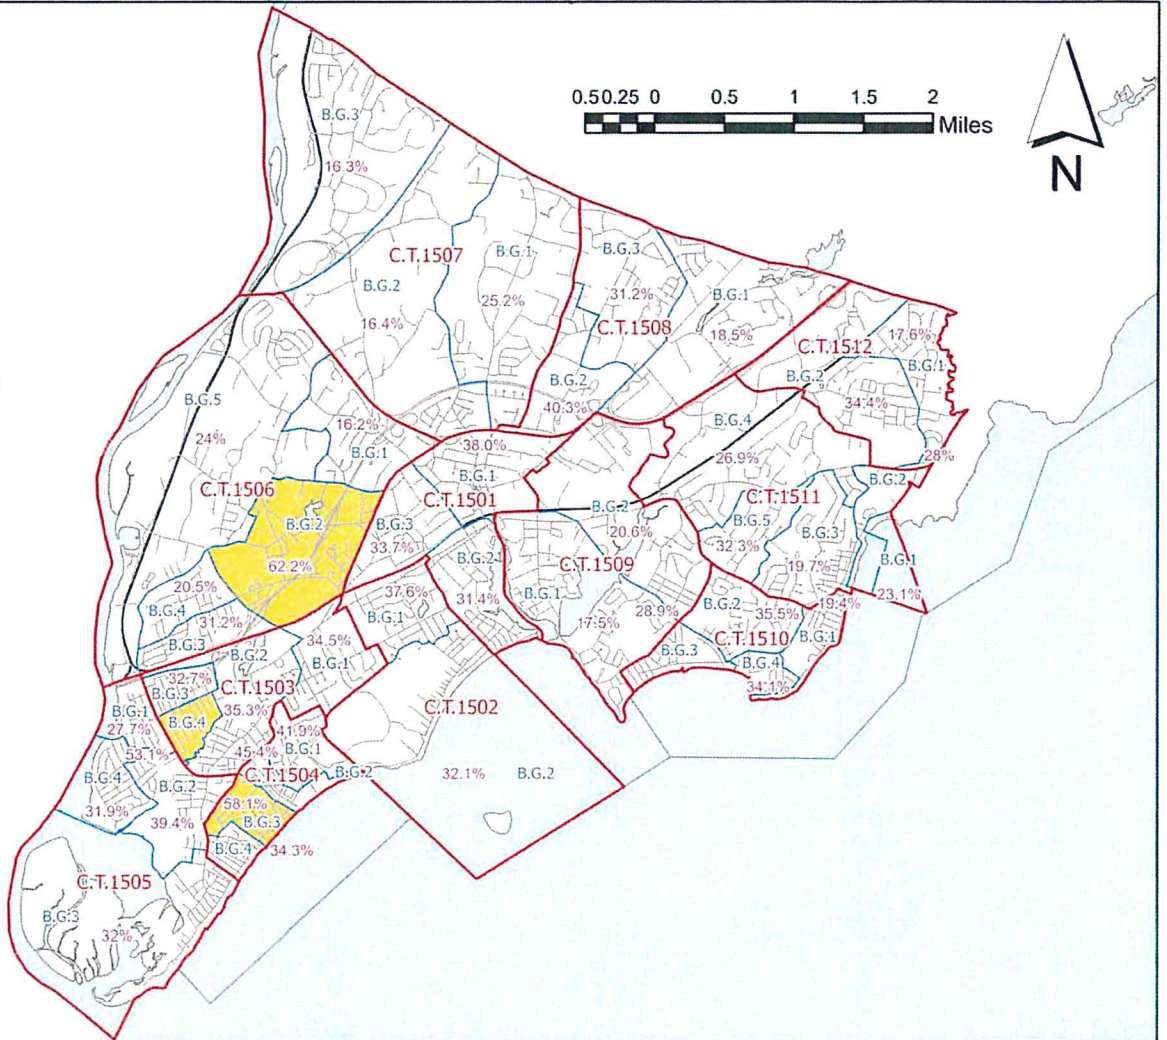 0.5 0.25 0 0.5 1 1.5 2
Miles
N
B.G.3
16.3%
C.T.1507
B.G.1
B.G.2
25.2%
16.4%
B.G.3
31.2%
C.T.1508
B.G.1
18.5%
B.G.2
40.3%
C.T.1512
17.6%
B.G.1
B.G.2
34.4%
28%
B.G.5
24%
16.2%
B.G.1
C.T.1506
B.G.2
62.2%
20.5%
B.G.4
31.2%
B.G.3
38.0%
B.G.1
C.T.1501
B.G.3
33.7%
B.G.2
31.4%
B.G.4
26.9%
B.G.2
20.6%
C.T.1509
B.G.1
17.5%
28.9%
C.T.1511
B.G.5
32.3%
B.G.3
19.7%
B.G.2
B.G.1
23.1%
19.4%
B.G.2
35.5%
C.T.1510
B.G.1
B.G.3
B.G.4
34.1%
37.6%
B.G.1
34.5%
B.G.1
B.G.2
32.7%
B.G.3
C.T.1503
35.3%
B.G.4
C.T.1502
32.1%
B.G.2
B.G.1
27.7%
53.1%
41.9%
B.G.1
45.4%
C.T.1504
B.G.2
B.G.4
31.9%
B.G.2
39.4%
58.1%
B.G.3
B.G.4
34.3%
C.T.1505
B.G.3
32%